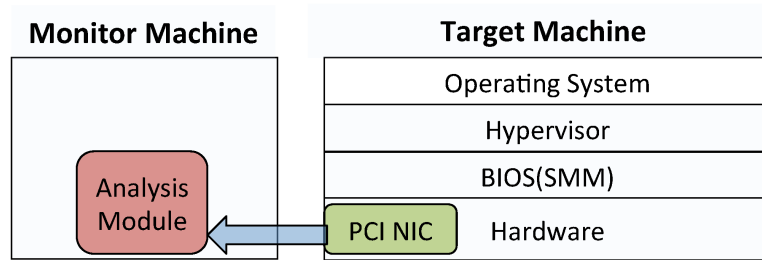 Monitor Machine
Target Machine
Operating System
Hypervisor
BIOS(SMM)
Analysis
Module
PCI NIC
Hardware